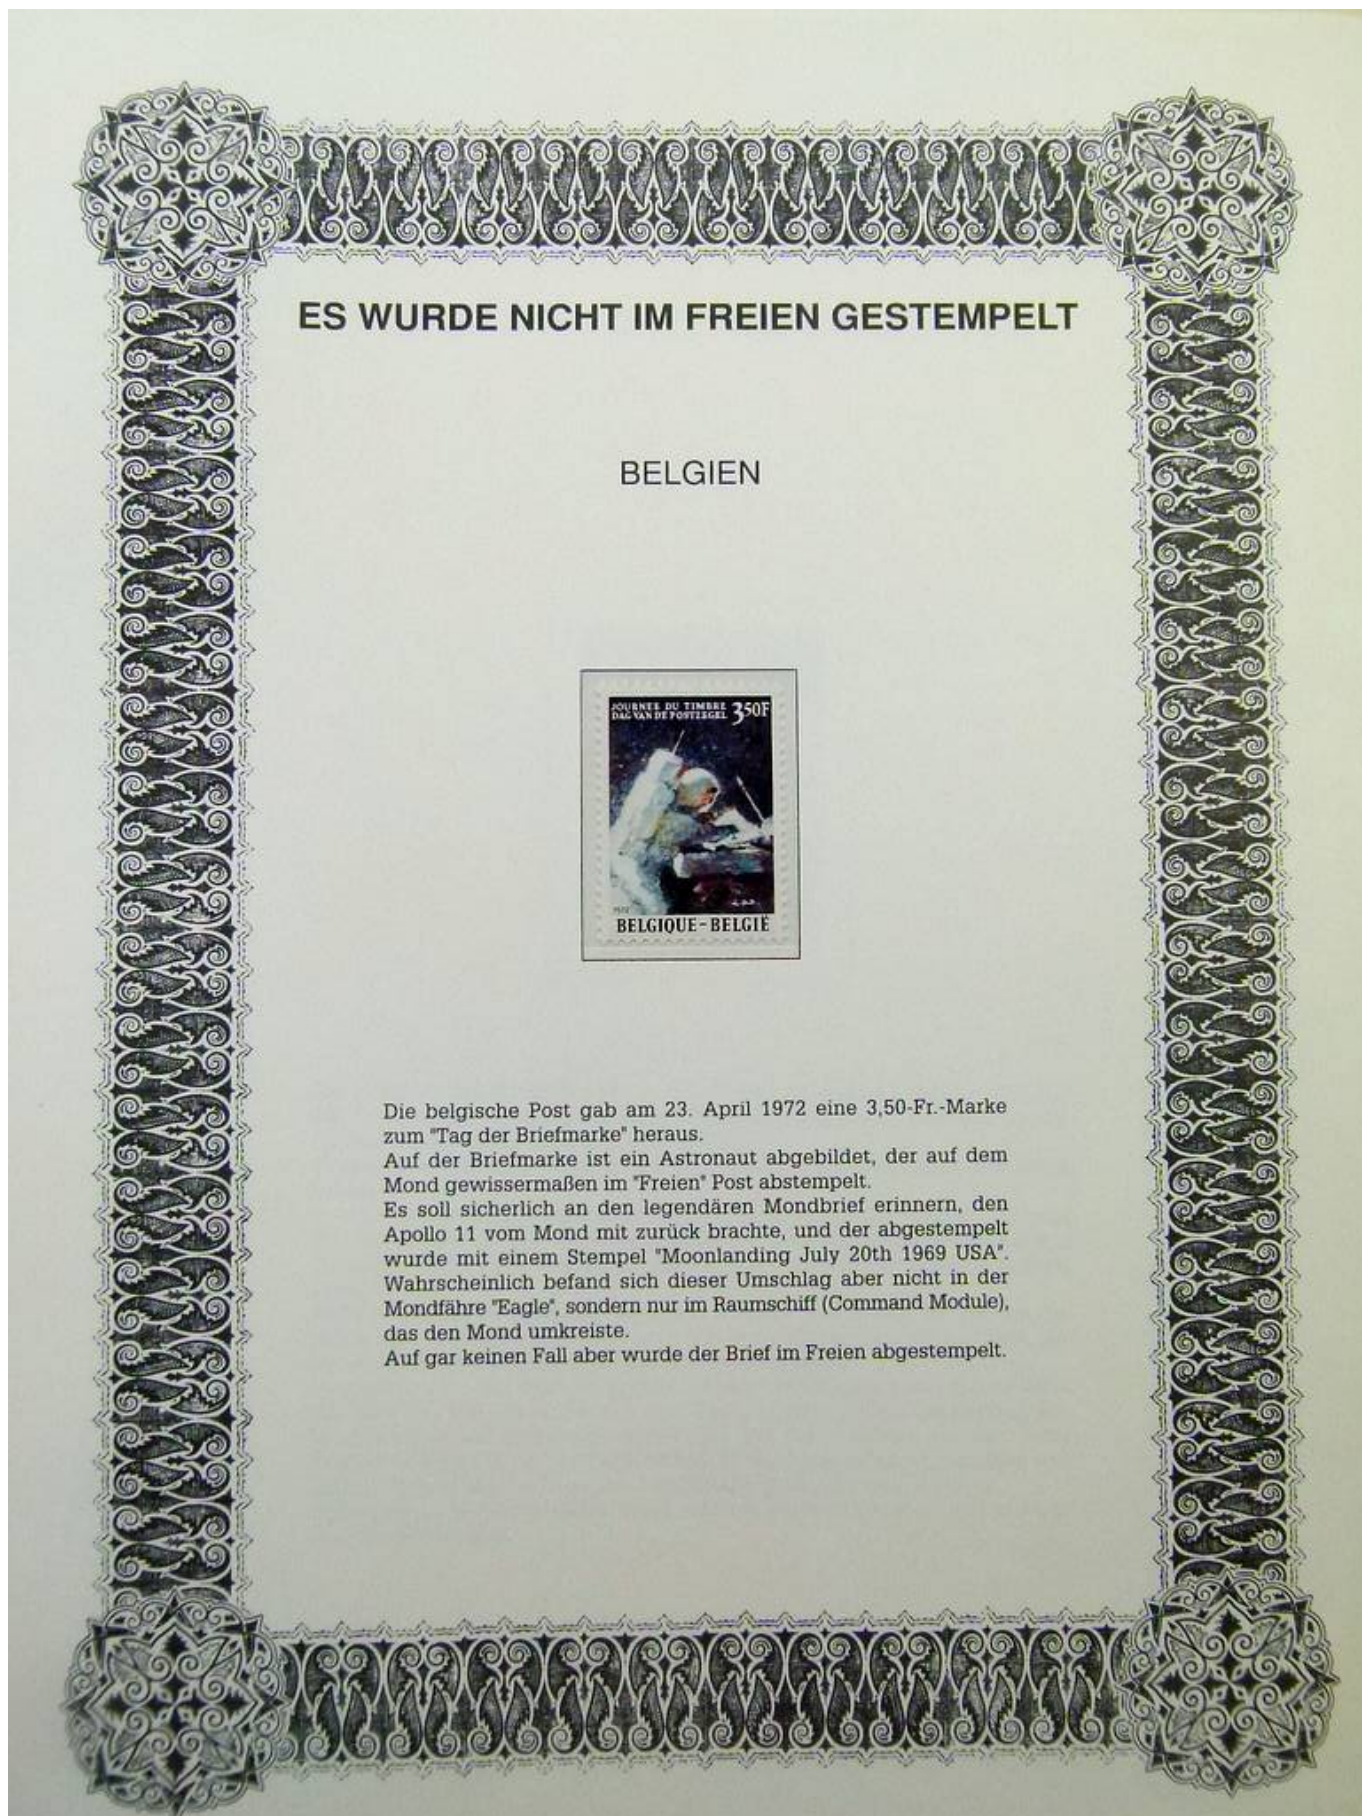 ES WURDE NICHT IM FREIEN GESTEMPELT
BELGIEN
JOURNEE DU TIMBRE
DAG VAN DE POSTZEGEL
350F
1972
BELGIQUE-BELGIË
Die belgische Post gab am 23. April 1972 eine 3,50-Fr.-Marke
zum "Tag der Briefmarke" heraus.
Auf der Briefmarke ist ein Astronaut abgebildet, der auf dem
Mond gewissermaßen im "Freien" Post abstempelt.
Es soll sicherlich an den legendären Mondbrief erinnern, den
Apollo 11 vom Mond mit zurück brachte, und der abgestempelt
wurde mit einem Stempel "Moonlanding July 20th 1969 USA".
Wahrscheinlich befand sich dieser Umschlag aber nicht in der
Mondfähre "Eagle", sondern nur im Raumschiff (Command Module),
das den Mond umkreiste.
Auf gar keinen Fall aber wurde der Brief im Freien abgestempelt.